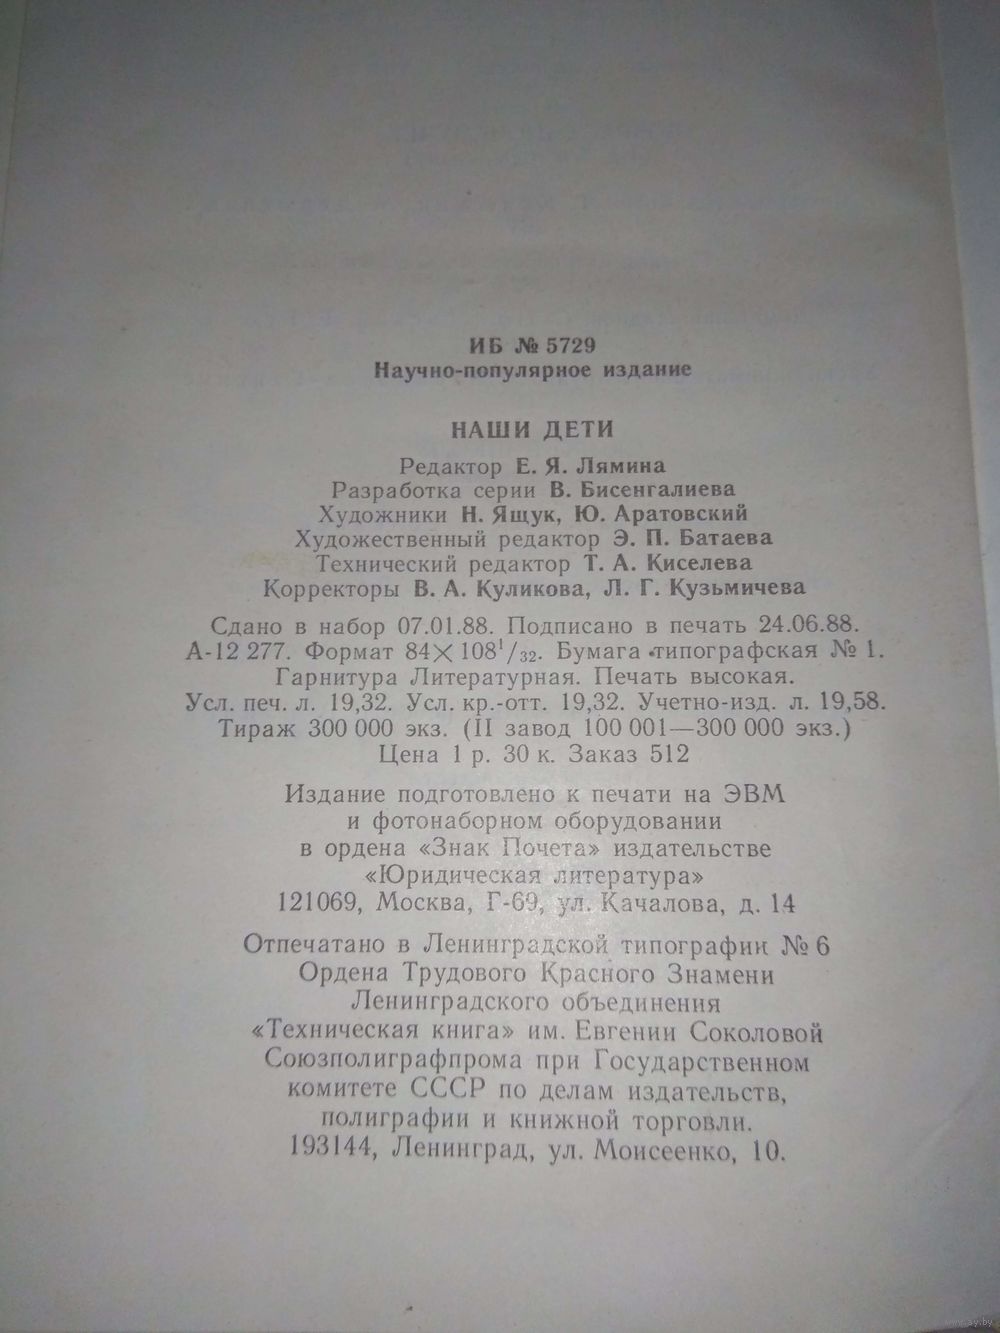 ИБ № 5729
Научно-популярное издание
НАШИ ДЕТИ
Редактор Е. Я. Лямина
Разработка серии В. Бисенгалиева
Художники Н. Ящук, Ю. Аратовский
Художественный редактор Э. П. Батаева
Технический редактор Т. А. Киселева
Корректоры В. А. Куликова, Л. Г. Кузьмичева
Сдано в набор 07.01.88. Подписано в печать 24.06.88.
А-12 277. Формат 84×108¹/₃₂. Бумага типографская № 1.
Гарнитура Литературная. Печать высокая.
Усл. печ. л. 19,32. Усл. кр.-отт. 19,32. Учетно-изд. л. 19,58.
Тираж 300 000 экз. (II завод 100 001—300 000 экз.)
Цена 1 р. 30 к. Заказ 512
Издание подготовлено к печати на ЭВМ
и фотонаборном оборудовании
в ордена «Знак Почета» издательстве
«Юридическая литература»
121069, Москва, Г-69, ул. Качалова, д. 14
Отпечатано в Ленинградской типографии № 6
Ордена Трудового Красного Знамени
Ленинградского объединения
«Техническая книга» им. Евгении Соколовой
Союзполиграфпрома при Государственном
комитете СССР по делам издательств,
полиграфии и книжной торговли.
193144, Ленинград, ул. Моисеенко, 10.
www.ay.by